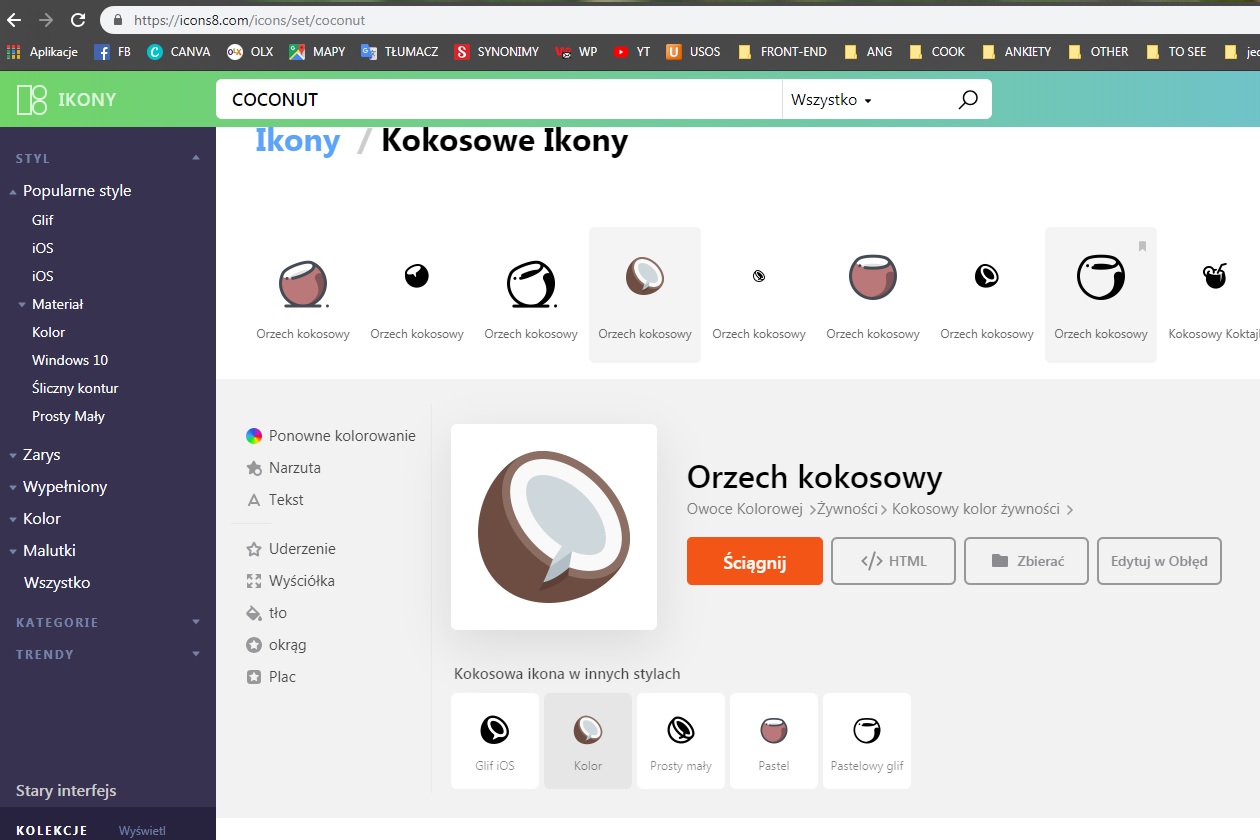 https://icons8.com/icons/set/coconut
Aplikacje FB CANVA OLX MAPY TŁUMACZ SYNONIMY WP YT USOS FRONT-END ANG COOK ANKIETY OTHER TO SEE
IKONY
COCONUT
Wszystko
STYL
Popularne style
Glif
iOS
iOS
Materiał
Kolor
Windows 10
Śliczny kontur
Prosty Mały
Zarys
Wypełniony
Kolor
Malutki
Wszystko
KATEGORIE
TRENDY
Stary interfejs
KOLEKCJE Wyświetl
Ikony / Kokosowe Ikony
Orzech kokosowy
Orzech kokosowy
Orzech kokosowy
Orzech kokosowy
Orzech kokosowy
Orzech kokosowy
Orzech kokosowy
Orzech kokosowy
Kokosowy Koktajl
Ponowne kolorowanie
Narzuta
A Tekst
Uderzenie
Wyściółka
tło
okrąg
Plac
Orzech kokosowy
Owoce Kolorowej >Żywności> Kokosowy kolor żywności >
Ściągnij
</> HTML
Zbierać
Edytuj w Obłęd
Kokosowa ikona w innych stylach
Glif iOS
Kolor
Prosty mały
Pastel
Pastelowy glif